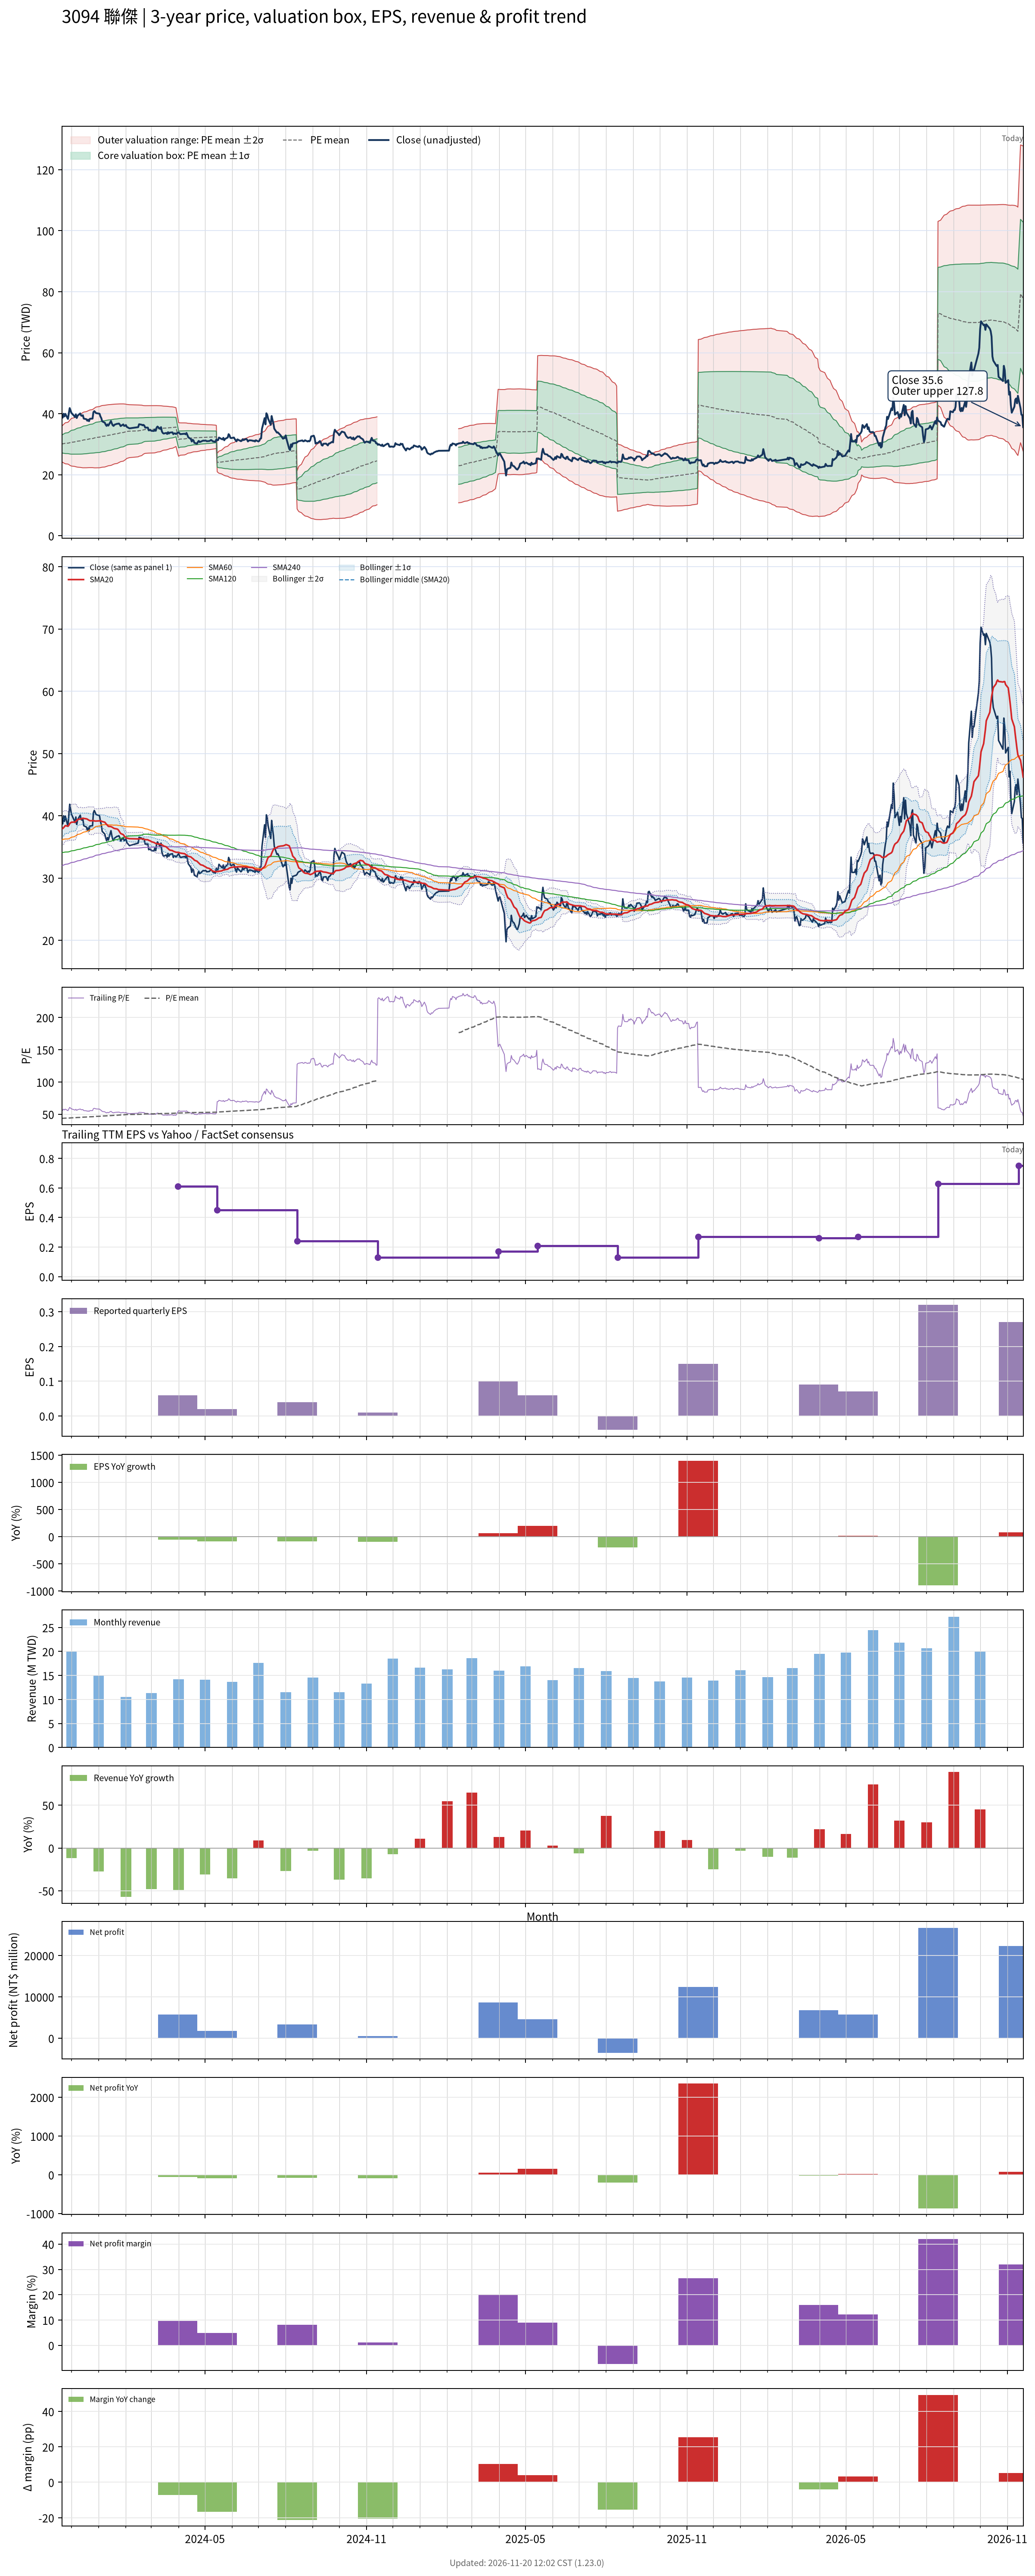 3094 聯傑 | 3-year price, valuation box, EPS, revenue & profit trend
Outer valuation range: PE mean ±2σ
PE mean
Close (unadjusted)
Core valuation box: PE mean ±1σ
Today
120
100
80
60
40
20
0
Price (TWD)
Close 35.6
Outer upper 127.8
Close (same as panel 1)
SMA60
SMA240
Bollinger ±1σ
SMA20
SMA120
Bollinger ±2σ
Bollinger middle (SMA20)
80
70
60
50
40
30
20
Price
Trailing P/E
P/E mean
200
150
100
50
P/E
Trailing TTM EPS vs Yahoo / FactSet consensus
Today
0.8
0.6
0.4
0.2
0.0
EPS
Reported quarterly EPS
0.3
0.2
0.1
0.0
EPS
EPS YoY growth
1500
1000
500
0
-500
-1000
YoY (%)
Monthly revenue
25
20
15
10
5
0
Revenue (M TWD)
Revenue YoY growth
50
0
-50
YoY (%)
Month
Net profit
20000
10000
0
Net profit (NT$ million)
Net profit YoY
2000
1000
0
-1000
YoY (%)
Net profit margin
40
30
20
10
0
Margin (%)
Margin YoY change
40
20
0
-20
Δ margin (pp)
2024-05
2024-11
2025-05
2025-11
2026-05
2026-11
Updated: 2026-11-20 12:02 CST (1.23.0)